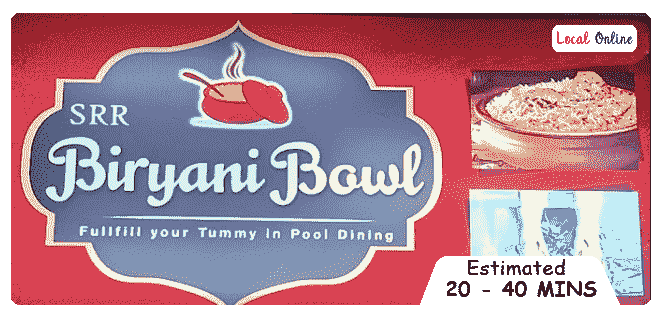 Local Online
SRR
Biryani Bowl
Fullfill your Tummy In Pool Dining
Estimated
20 - 40 MINS